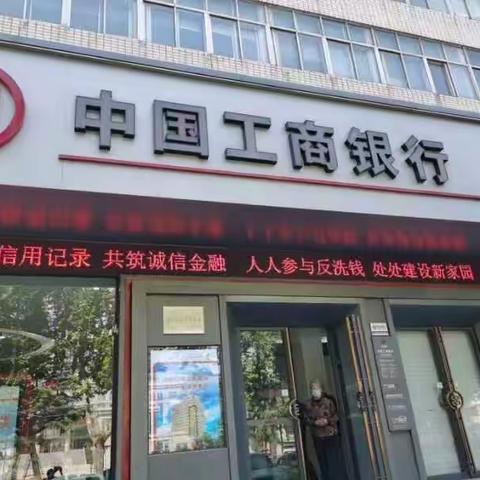 中国工商银行
信用记录 共筑诚信金融 人人参与反洗钱 处处建设新家园